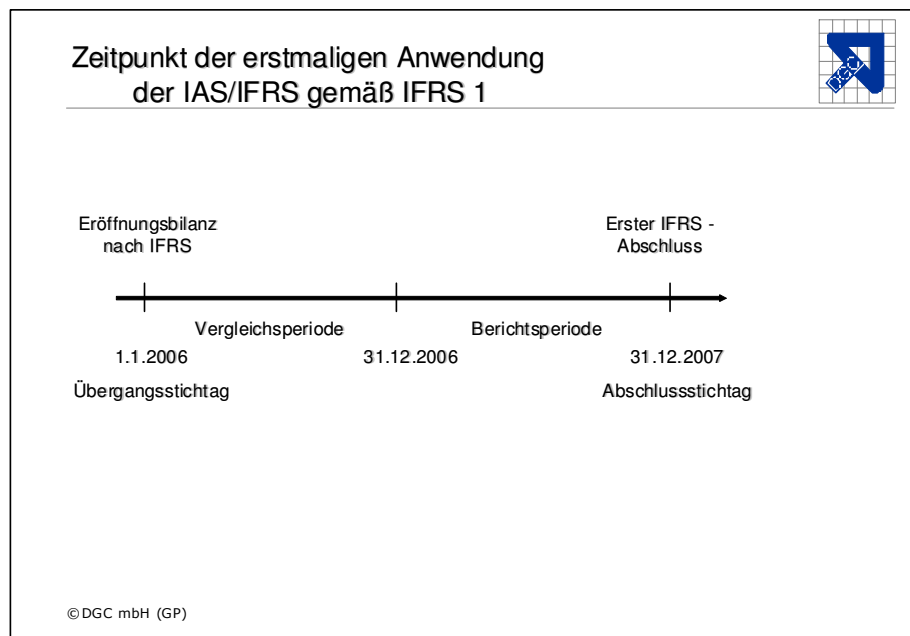 Zeitpunkt der erstmaligen Anwendung
der IAS/IFRS gemäß IFRS 1
DGC
Eröffnungsbilanz
nach IFRS
Erster IFRS -
Abschluss
Vergleichsperiode
Berichtsperiode
1.1.2006
31.12.2006
31.12.2007
Übergangsstichtag
Abschlussstichtag
©DGC mbH (GP)